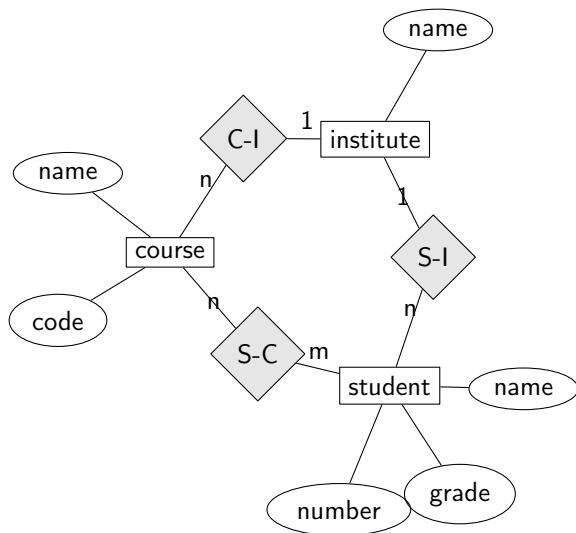 name
1
C-I
institute
name
n
1
course
S-I
n
n
code
S-C
m
student
name
grade
number